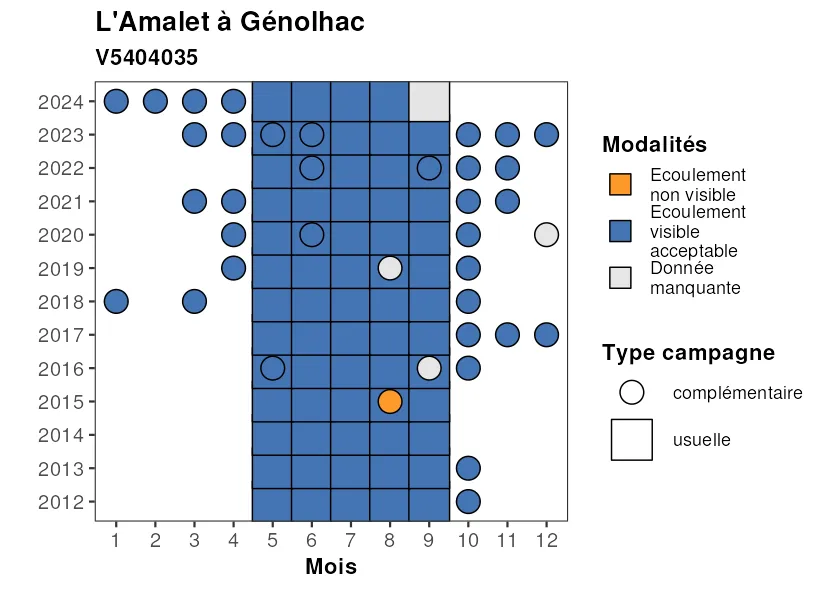 L'Amalet à Génolhac
V5404035
2024
2023
2022
2021
2020
2019
2018
2017
2016
2015
2014
2013
2012
1 2 3 4 5 6 7 8 9 10 11 12
Mois
Modalités
Ecoulement
non visible
Ecoulement
visible
acceptable
Donnée
manquante
Type campagne
complémentaire
usuelle